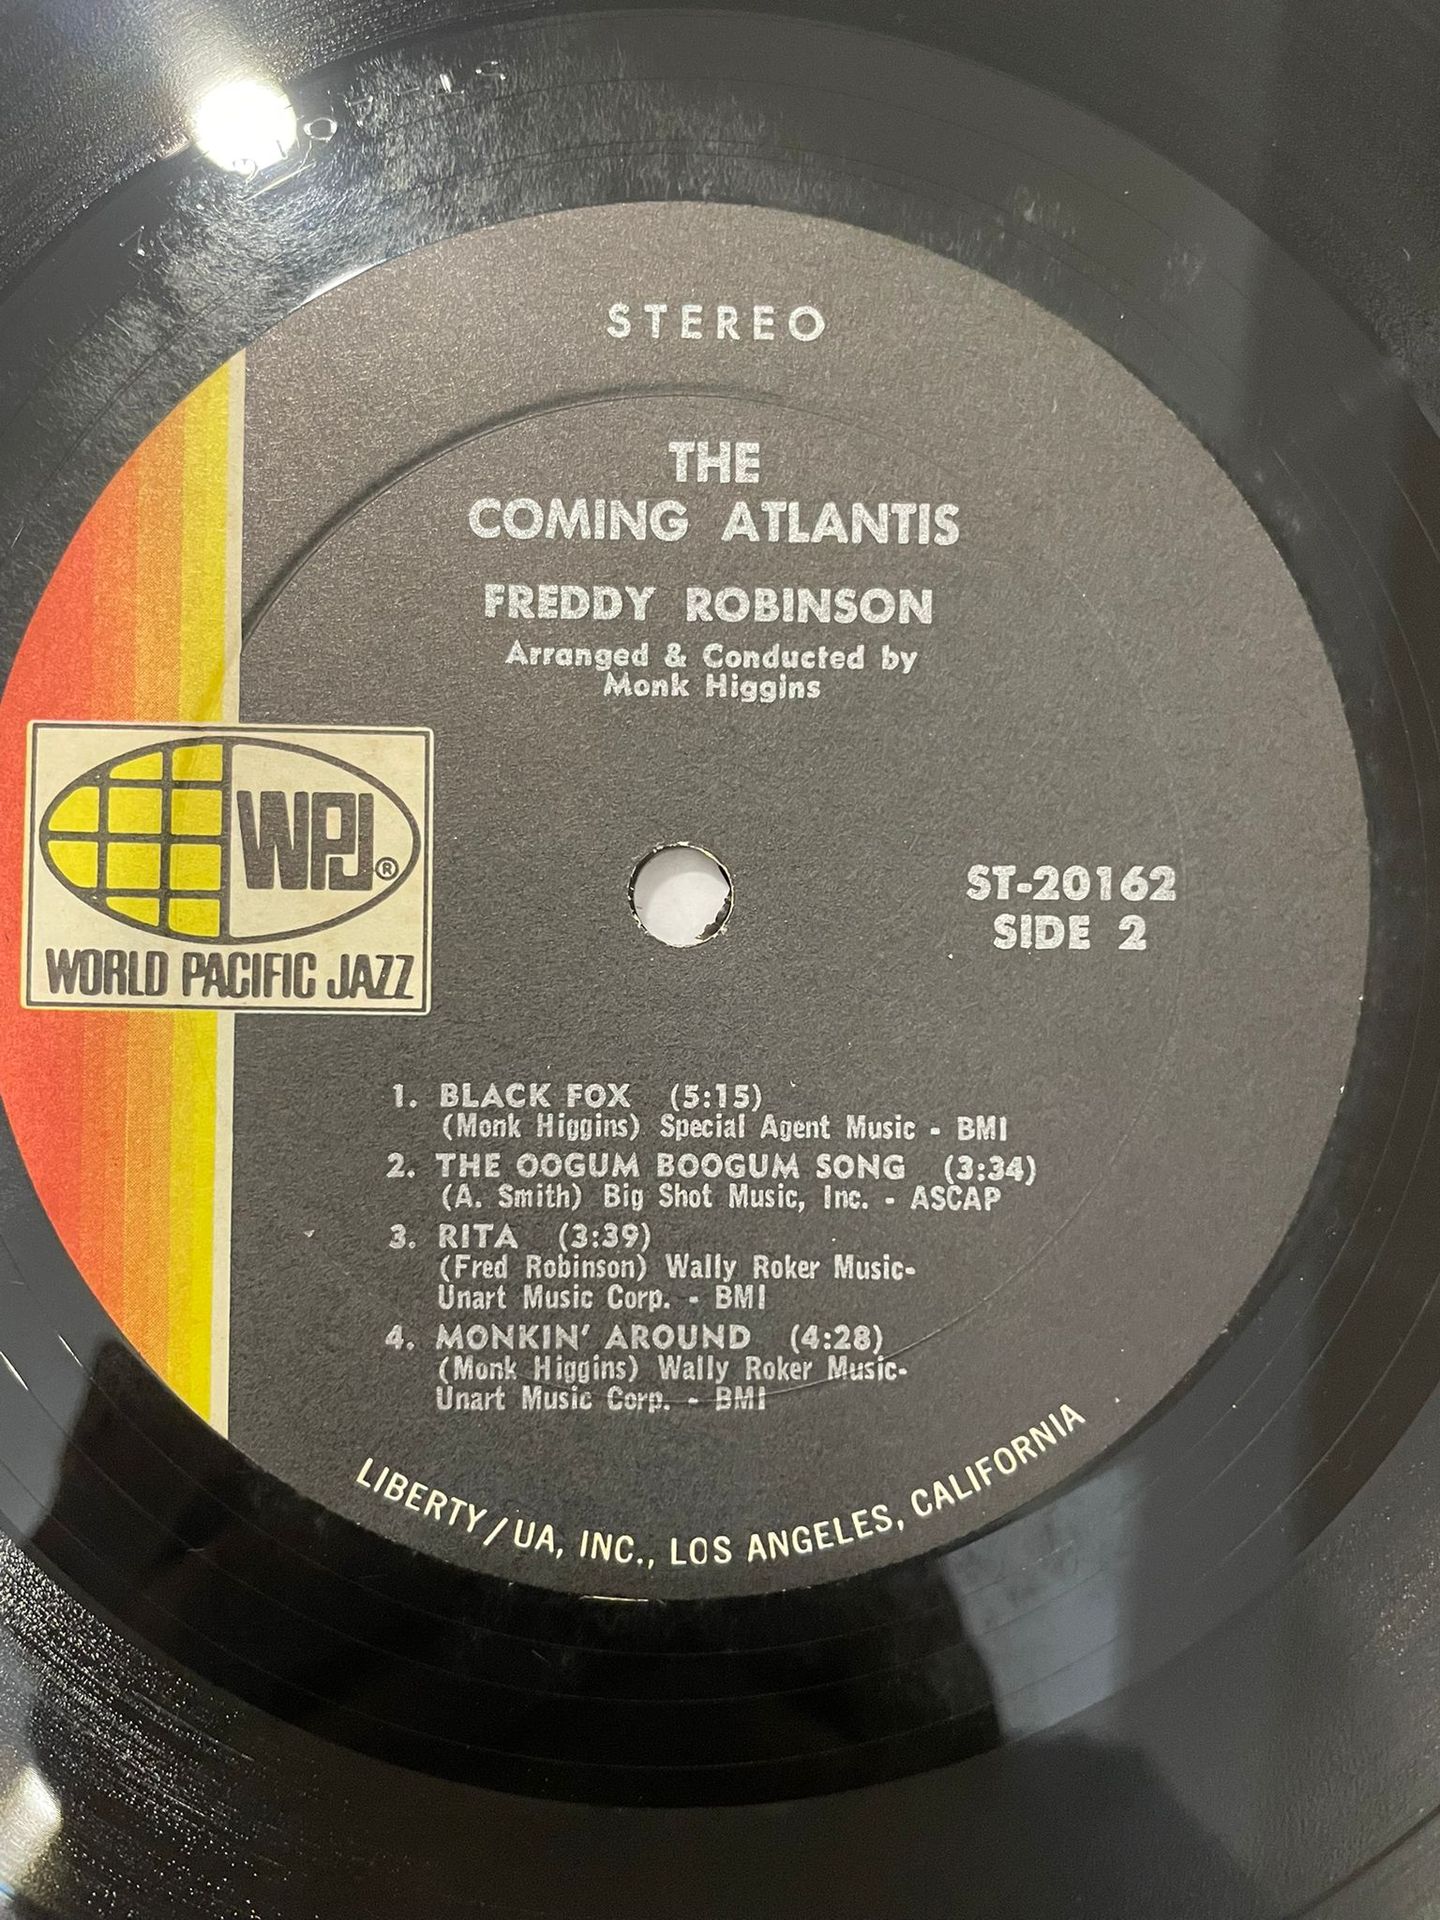 STEREO
THE
COMING ATLANTIS
FREDDY ROBINSON
Arranged & Conducted by
Monk Higgins
WPJ®
WORLD PACIFIC JAZZ
ST-20162
SIDE 2
1. BLACK FOX (5:15)
(Monk Higgins) Special Agent Music - BMI
2. THE OOGUM BOOGUM SONG (3:34)
(A. Smith) Big Shot Music, Inc. - ASCAP
3. RITA (3:39)
(Fred Robinson) Wally Roker Music-
Unart Music Corp. - BMI
4. MONKIN' AROUND (4:28)
(Monk Higgins) Wally Roker Music-
Unart Music Corp. - BMI
LIBERTY/UA, INC., LOS ANGELES, CALIFORNIA